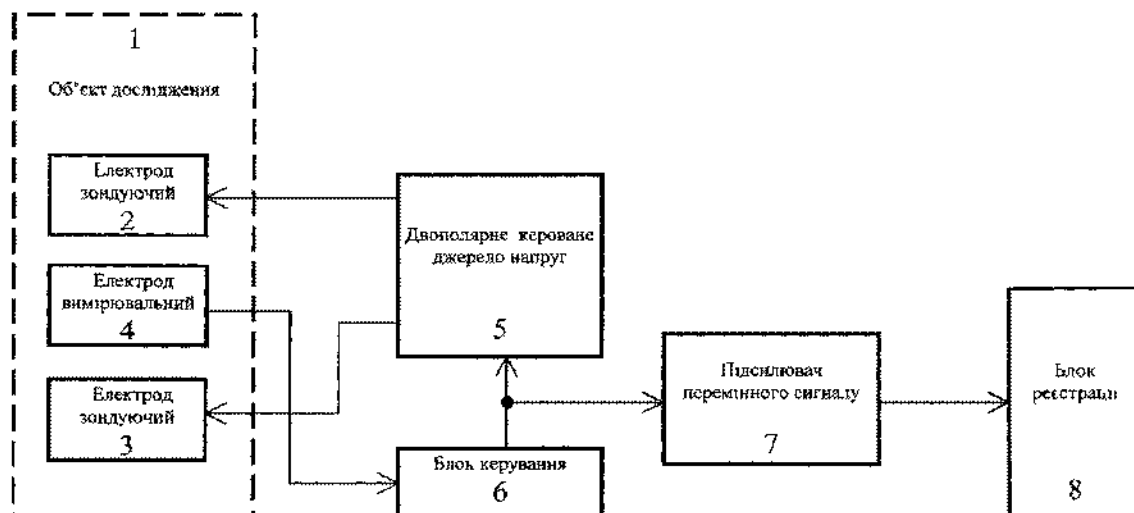 1
Об'єкт дослідження
Електрод
зондуючий
2
Електрод
вимірювальний
4
Електрод
зондуючий
3
Двополярне кероване
джерело напруг
5
Блок керування
6
Підсилювач
перемінного сигналу
7
Блок
реєстрації
8